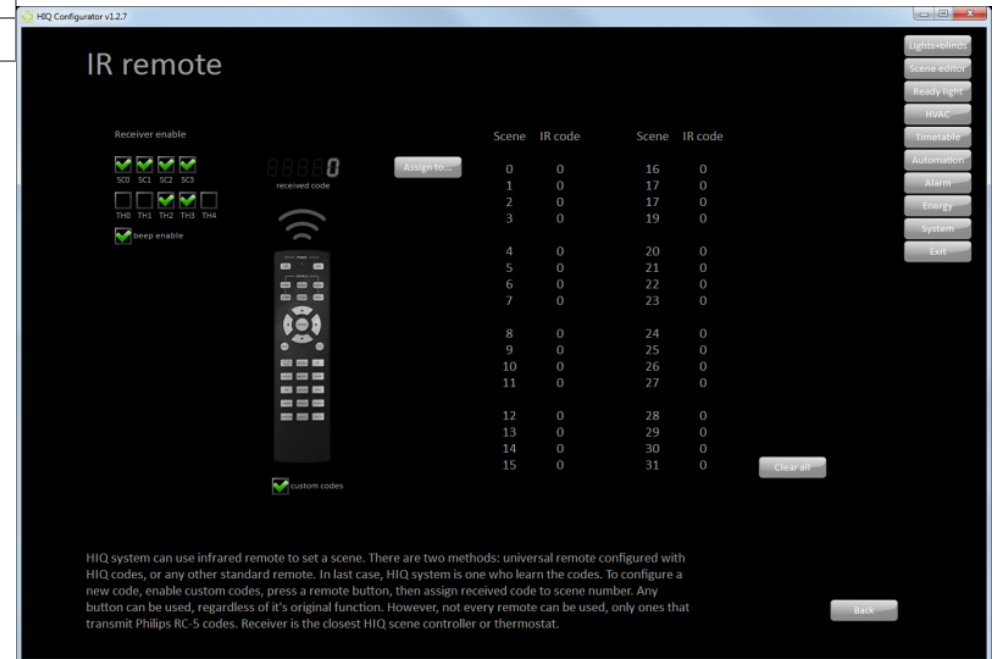 HIQ Configurator v1.2.7
IR remote
Lights+blinds
Scene editor
Ready light
HVAC
Timetable
Automation
Alarm
Energy
System
Exit
Receiver enable
SC0 SC1 SC2 SC3
TH0 TH1 TH2 TH3 TH4
beep enable
0
received code
Assign to...
custom codes
Scene IR code Scene IR code
0 0 16 0
1 0 17 0
2 0 17 0
3 0 19 0
4 0 20 0
5 0 21 0
6 0 22 0
7 0 23 0
8 0 24 0
9 0 25 0
10 0 26 0
11 0 27 0
12 0 28 0
13 0 29 0
14 0 30 0
15 0 31 0
Clear all
HIQ system can use infrared remote to set a scene. There are two methods: universal remote configured with
HIQ codes, or any other standard remote. In last case, HIQ system is one who learn the codes. To configure a
new code, enable custom codes, press a remote button, then assign received code to scene number. Any
button can be used, regardless of it's original function. However, not every remote can be used, only ones that
transmit Philips RC-5 codes. Receiver is the closest HIQ scene controller or thermostat.
Back